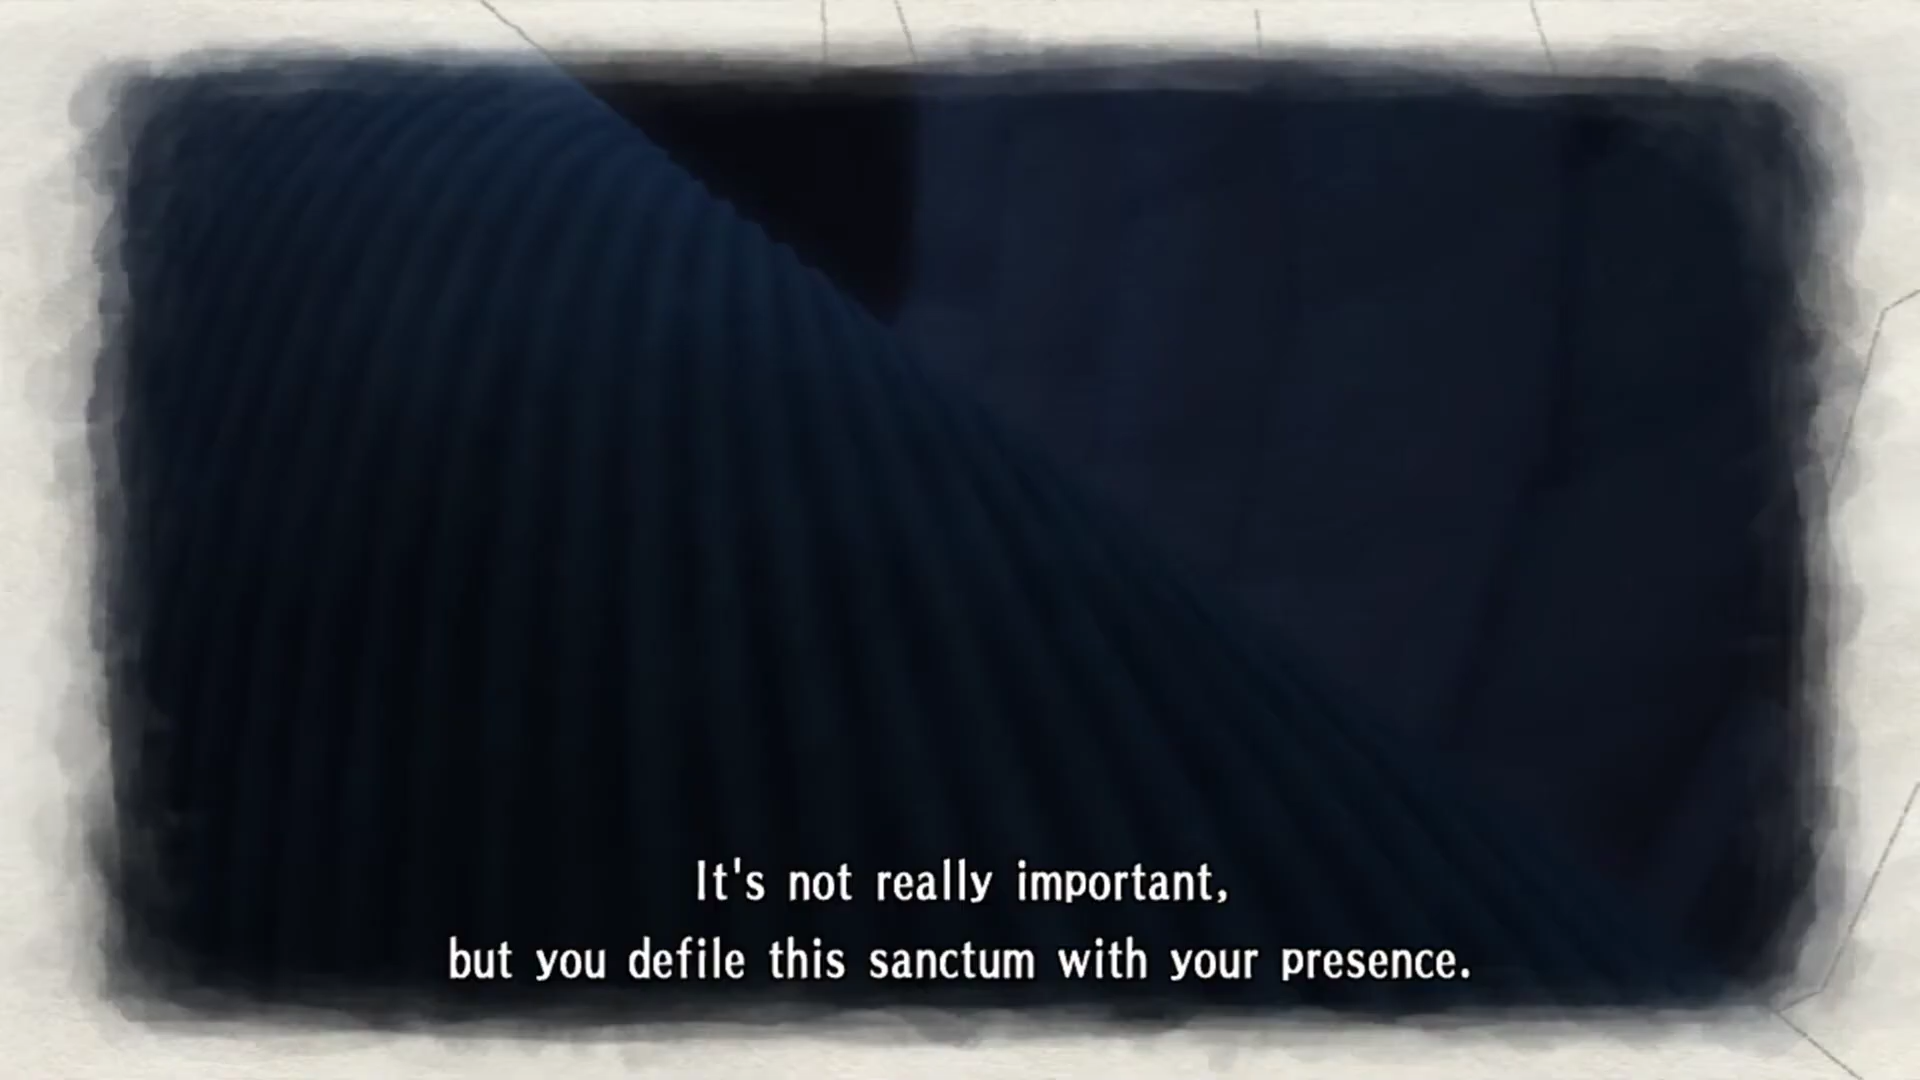 It's not really important,
but you defile this sanctum with your presence.